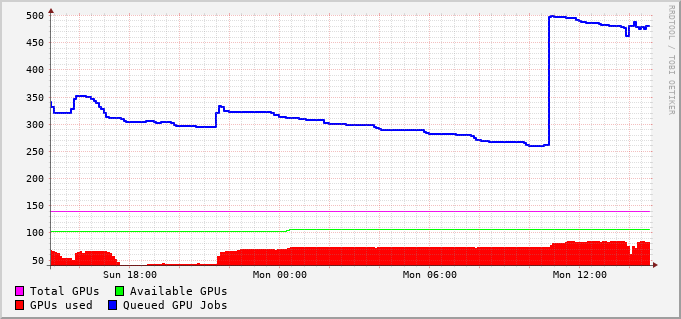 500
450
400
350
300
250
200
150
100
50
Sun 18:00 Mon 00:00 Mon 06:00 Mon 12:00
Total GPUs Available GPUs
GPUs used Queued GPU Jobs
RRDTOOL / TOBI OETIKER